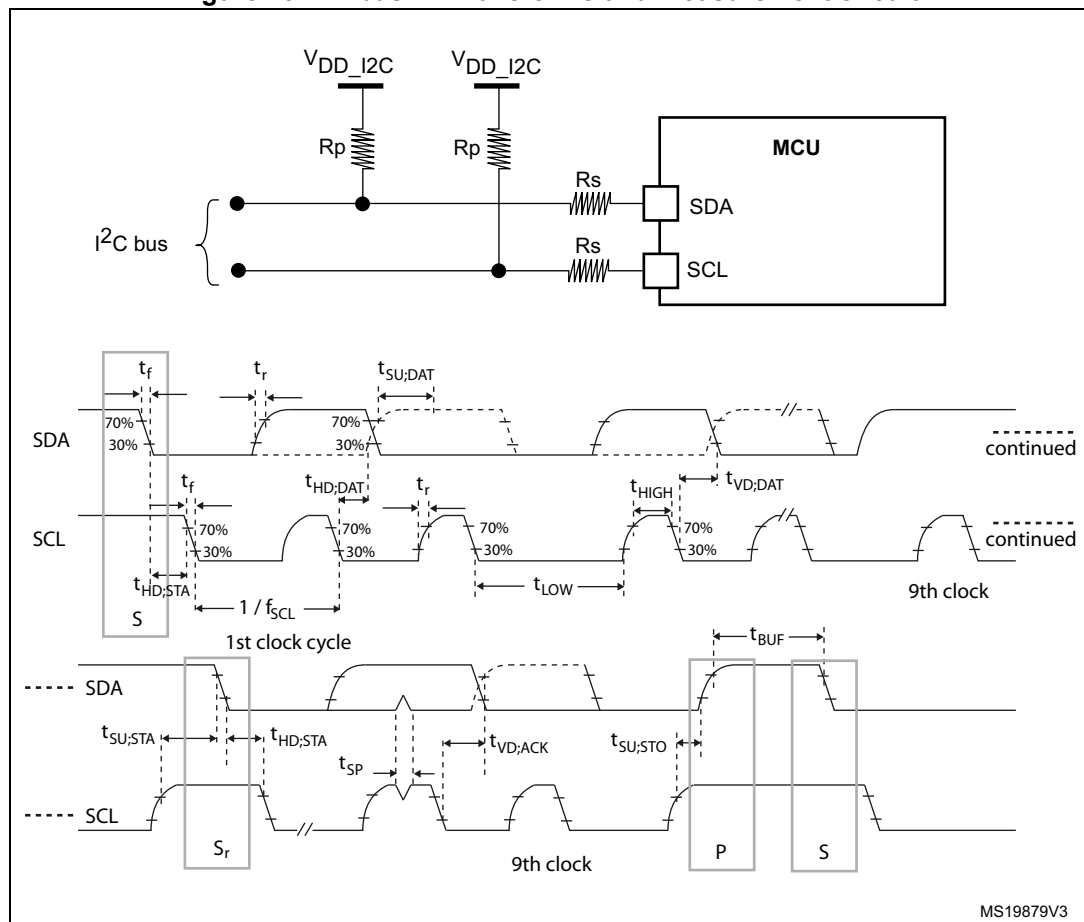 V_DD_I2C V_DD_I2C
Rp Rp
MCU
Rs
SDA
I²C bus
Rs
SCL
t_f t_r t_SU;DAT
70% 70%
SDA 30% 30% continued
t_f t_HD;DAT t_r t_HIGH t_VD;DAT
SCL 70% 70% 70% 70% continued
30% 30% 30% 30%
t_HD;STA t_LOW 9th clock
S 1 / f_SCL
1st clock cycle t_BUF
SDA
t_SU;STA t_HD;STA t_SP t_VD;ACK t_SU;STO
SCL
S_r 9th clock P S
MS19879V3